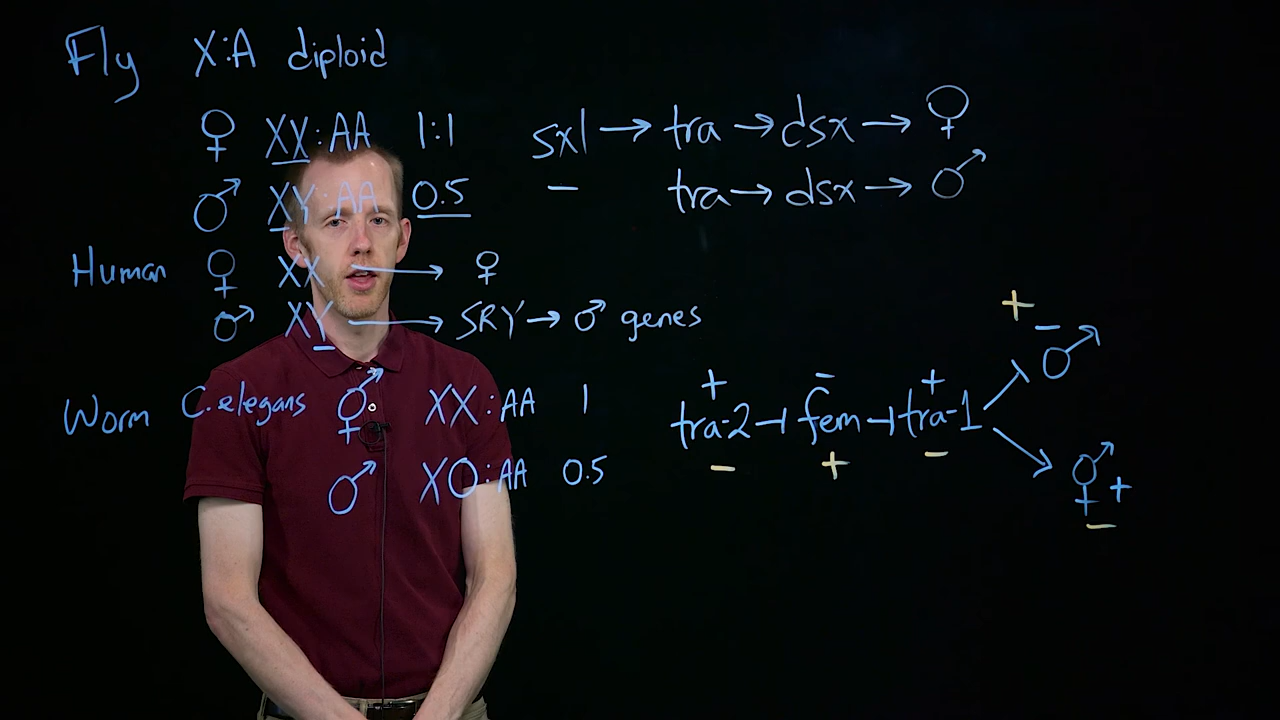 Fly X:A diploid
♀ XX:AA 1:1 sxl → tra → dsx → ♀
♂ XY:AA 0.5 − tra → dsx → ♂
Human ♀ XX → ♀
♂ XY → SRY → ♂ genes
+ −
♂
+ − +
Worm C.elegans ⚥ XX:AA 1 tra-2 ⊣ fem ⊣ tra-1
− + −
♂ XO:AA 0.5 ⚥ +
−